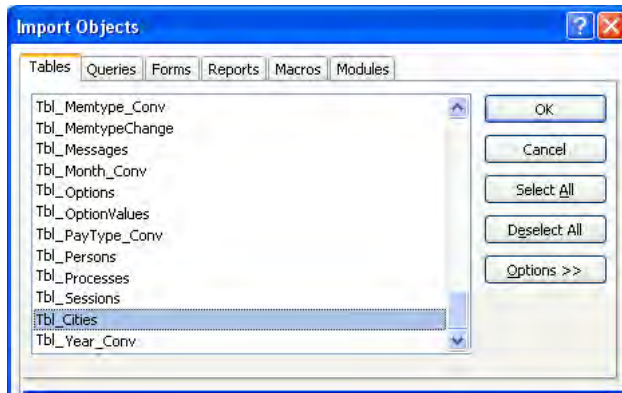 Import Objects
Tables Queries Forms Reports Macros Modules
Tbl_Memtype_Conv
Tbl_MemtypeChange
Tbl_Messages
Tbl_Month_Conv
Tbl_Options
Tbl_OptionValues
Tbl_PayType_Conv
Tbl_Persons
Tbl_Processes
Tbl_Sessions
Tbl_Cities
Tbl_Year_Conv
OK
Cancel
Select All
Deselect All
Options >>